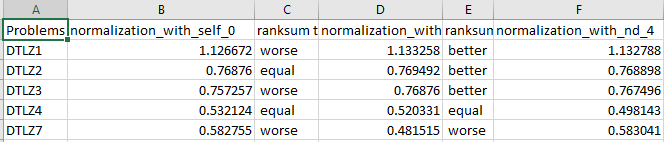 A B C D E F
Problems normalization_with_self_0 ranksum t normalization_with ranksum normalization_with_nd_4
DTLZ1 1.126672 worse 1.133258 better 1.132788
DTLZ2 0.76876 equal 0.769492 better 0.768898
DTLZ3 0.757257 worse 0.76876 better 0.767496
DTLZ4 0.532124 equal 0.520331 equal 0.498143
DTLZ7 0.582755 worse 0.481515 worse 0.583041